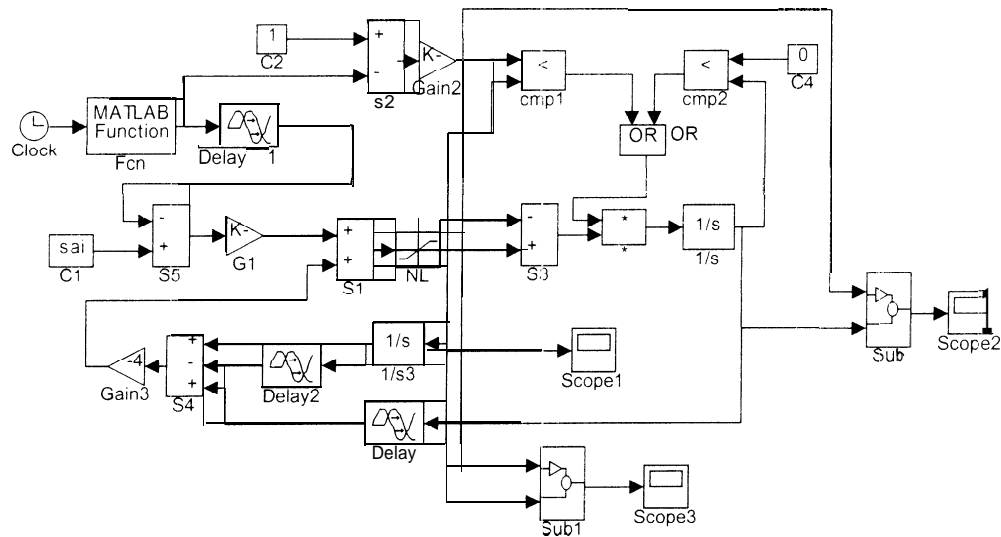 1
C2
+
-
s2
K-
Gain2
<
cmp1
<
cmp2
0
C4
MATLAB
Function
Fcn
Clock
Delay 1
OR
OR
-
+
S5
sai
C1
K-
G1
+
+
S1
NL
-
+
S3
*
*
1/s
1/s
Sub
Scope2
+
-
+
S4
-4
Gain3
Delay2
1/s
1/s3
Scope1
Delay
Sub1
Scope3